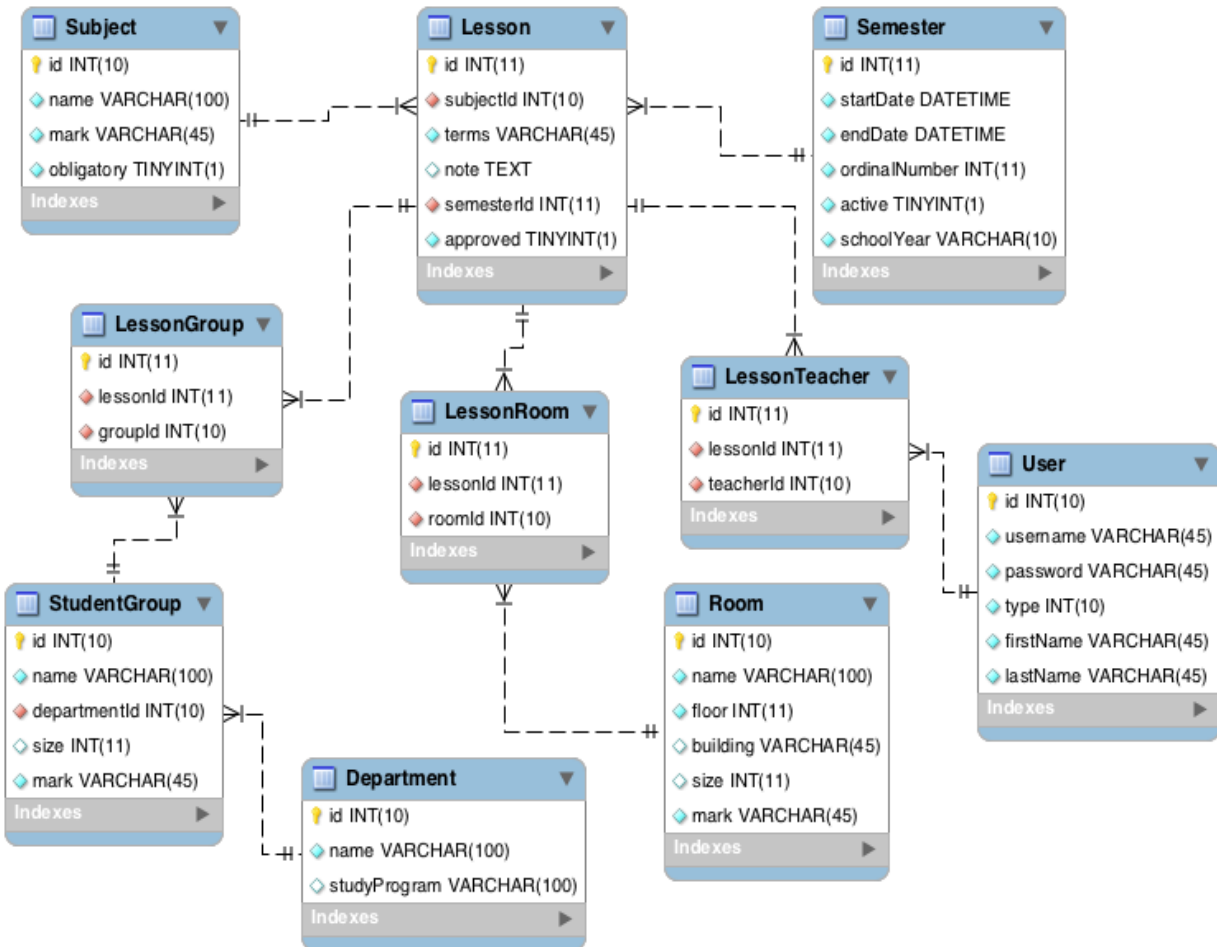 Subject
id INT(10)
name VARCHAR(100)
mark VARCHAR(45)
obligatory TINYINT(1)
Indexes
Lesson
id INT(11)
subjectId INT(10)
terms VARCHAR(45)
note TEXT
semesterId INT(11)
approved TINYINT(1)
Indexes
Semester
id INT(11)
startDate DATETIME
endDate DATETIME
ordinalNumber INT(11)
active TINYINT(1)
schoolYear VARCHAR(10)
Indexes
LessonGroup
id INT(11)
lessonId INT(11)
groupId INT(10)
Indexes
LessonRoom
id INT(11)
lessonId INT(11)
roomId INT(10)
Indexes
LessonTeacher
id INT(11)
lessonId INT(11)
teacherId INT(10)
Indexes
User
id INT(10)
username VARCHAR(45)
password VARCHAR(45)
type INT(10)
firstName VARCHAR(45)
lastName VARCHAR(45)
Indexes
StudentGroup
id INT(10)
name VARCHAR(100)
departmentId INT(10)
size INT(11)
mark VARCHAR(45)
Indexes
Room
id INT(10)
name VARCHAR(100)
floor INT(11)
building VARCHAR(45)
size INT(11)
mark VARCHAR(45)
Indexes
Department
id INT(10)
name VARCHAR(100)
studyProgram VARCHAR(100)
Indexes